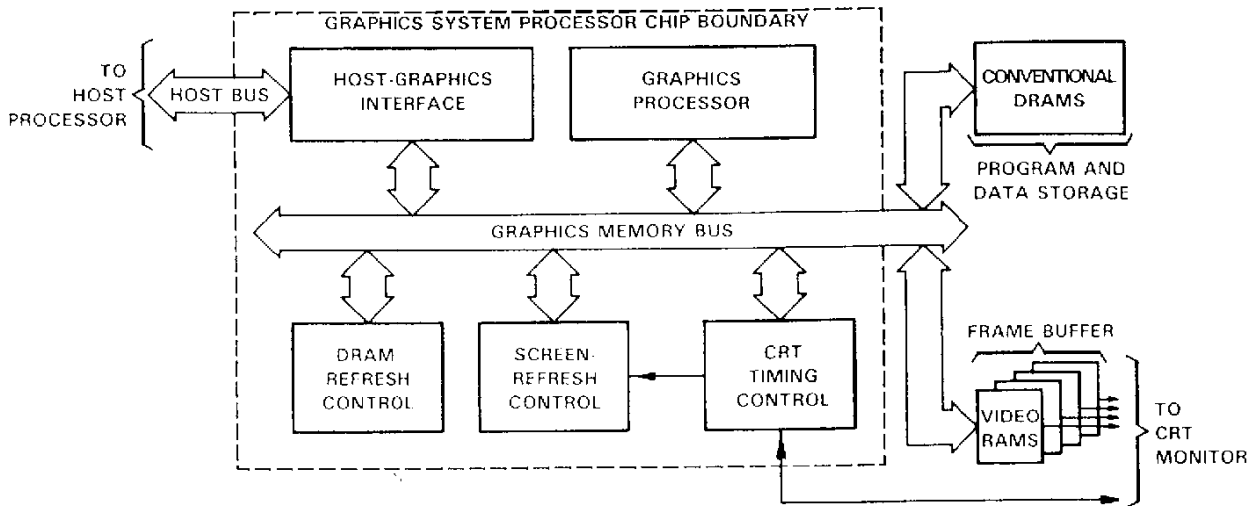 GRAPHICS SYSTEM PROCESSOR CHIP BOUNDARY
TO
HOST
PROCESSOR
HOST BUS
HOST-GRAPHICS
INTERFACE
GRAPHICS
PROCESSOR
CONVENTIONAL
DRAMS
PROGRAM AND
DATA STORAGE
GRAPHICS MEMORY BUS
DRAM
REFRESH
CONTROL
SCREEN-
REFRESH
CONTROL
CRT
TIMING
CONTROL
FRAME BUFFER
VIDEO
RAMS
TO
CRT
MONITOR